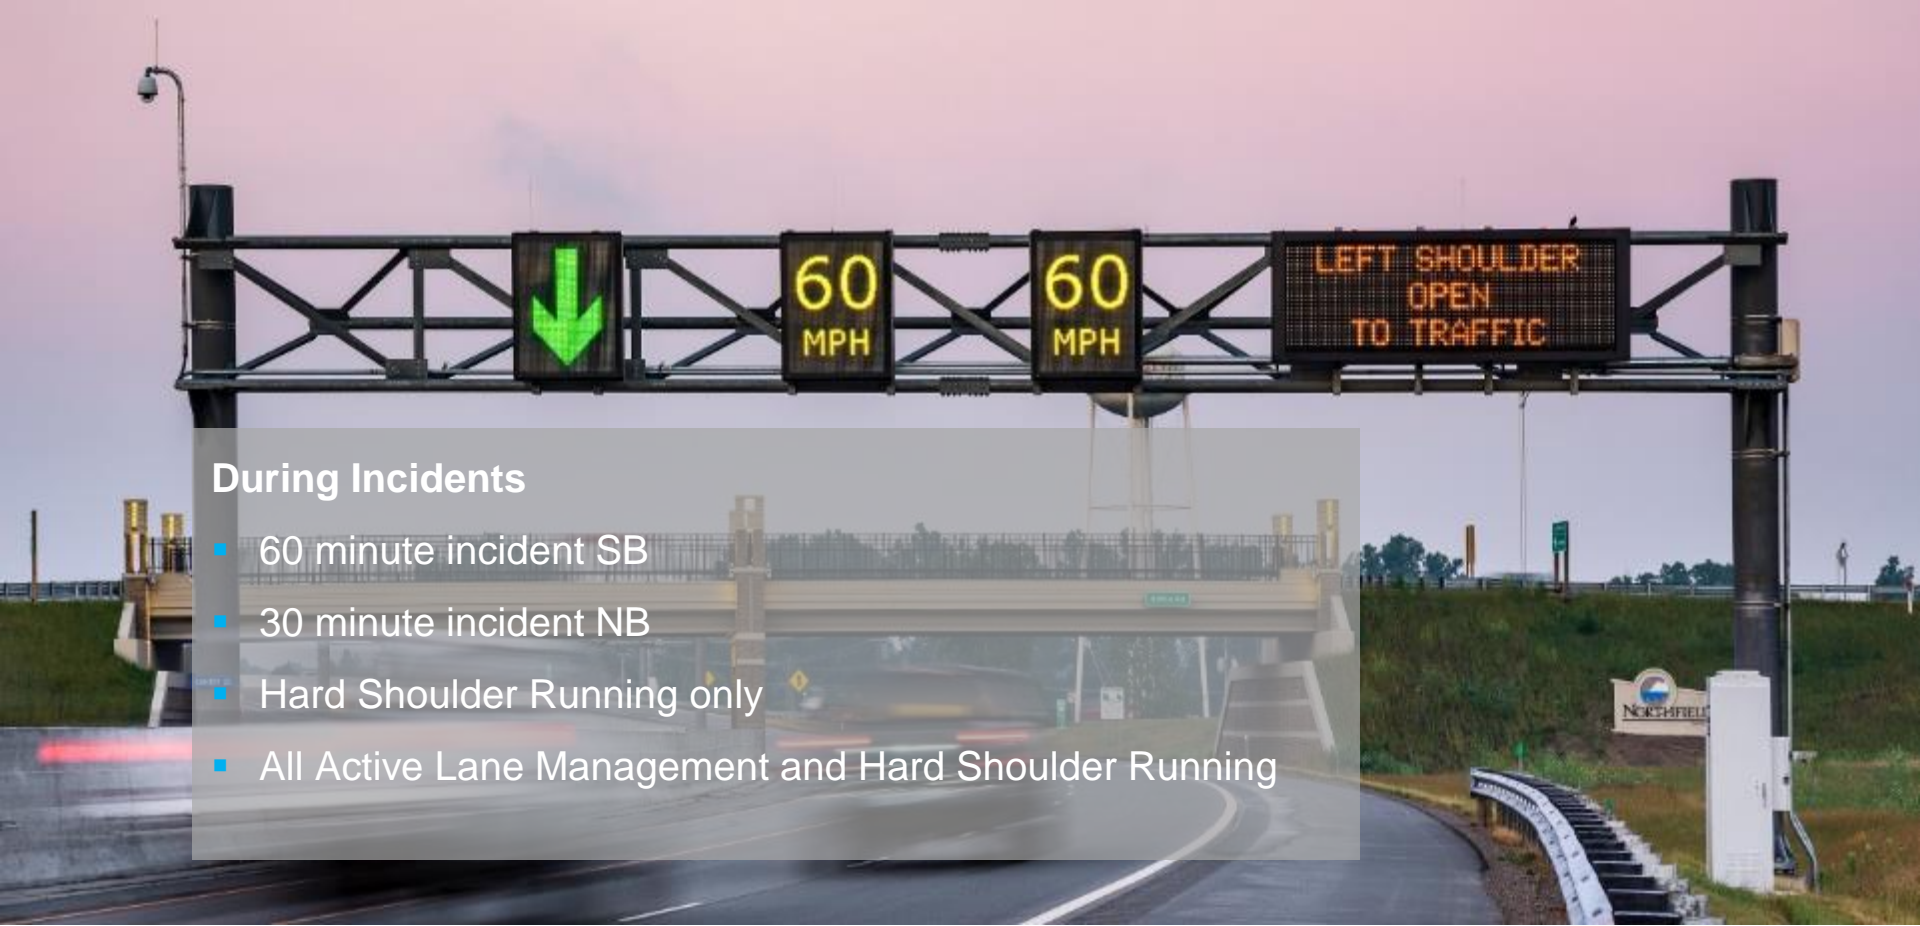 60
MPH
60
MPH
LEFT SHOULDER
OPEN
TO TRAFFIC
During Incidents
60 minute incident SB
30 minute incident NB
Hard Shoulder Running only
All Active Lane Management and Hard Shoulder Running
NORTHFIELD